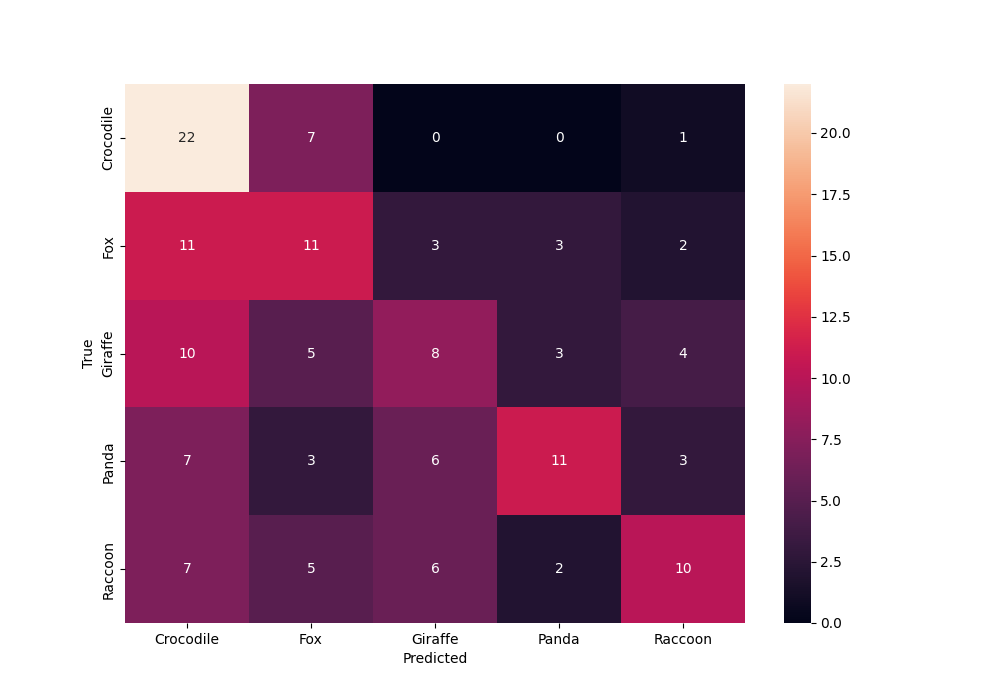 Crocodile 22 7 0 0 1
Fox 11 11 3 3 2
Giraffe 10 5 8 3 4
Panda 7 3 6 11 3
Raccoon 7 5 6 2 10
True
Crocodile Fox Giraffe Panda Raccoon
Predicted
20.0
17.5
15.0
12.5
10.0
7.5
5.0
2.5
0.0